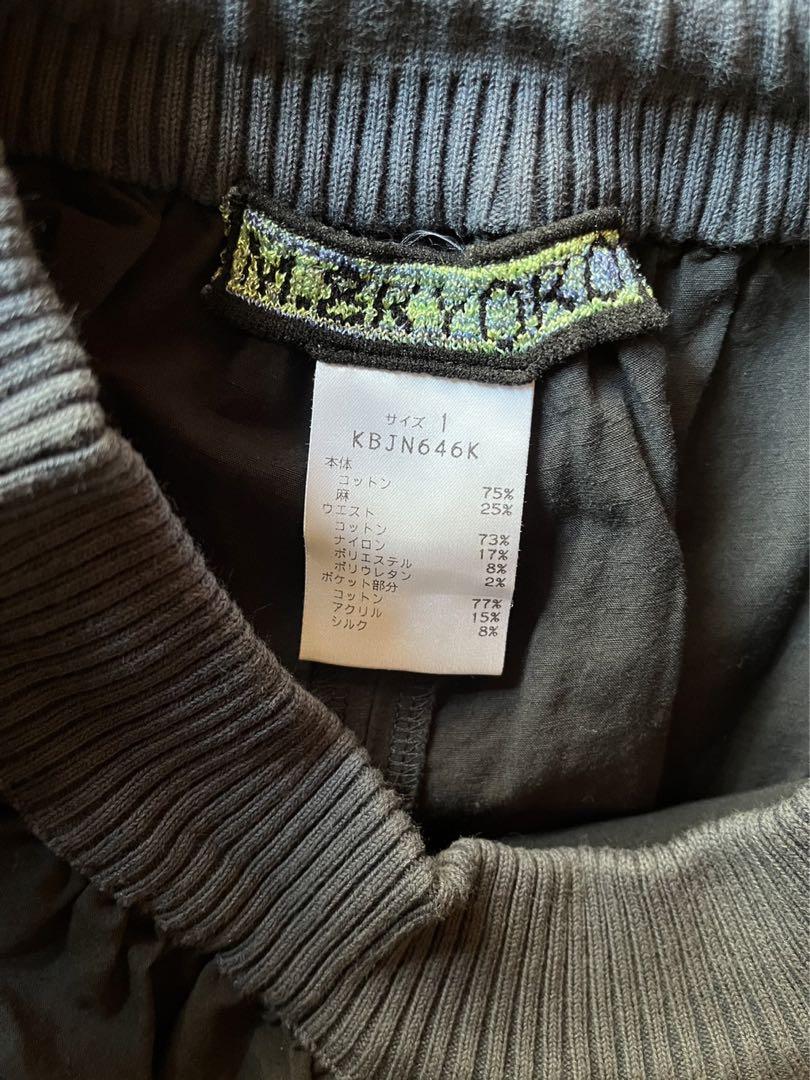 M.&KYOKO
サイズ 1
KBJN646K
本体
コットン 75%
麻 25%
ウエスト
コットン 73%
ナイロン 17%
ポリエステル 8%
ポリウレタン 2%
ポケット部分
コットン 77%
アクリル 15%
シルク 8%